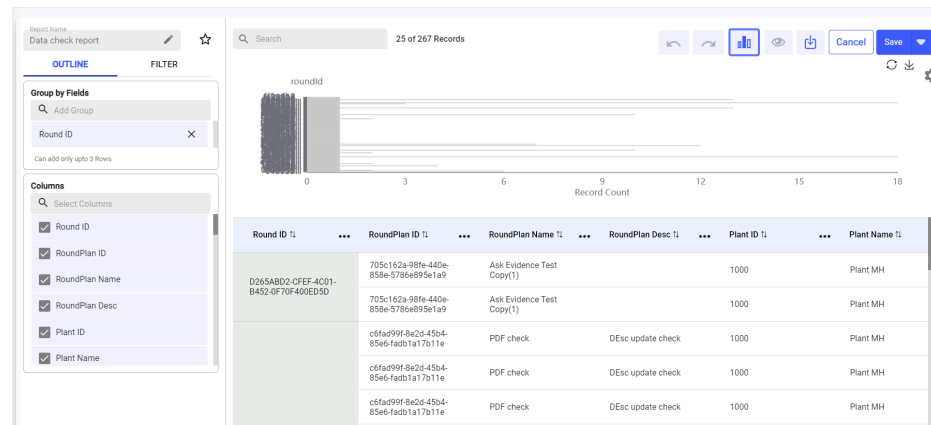 Report Name
Data check report
OUTLINE
FILTER
Group by Fields
Add Group
Round ID
Can add only upto 3 Rows
Columns
Select Columns
Round ID
RoundPlan ID
RoundPlan Name
RoundPlan Desc
Plant ID
Plant Name
Search
25 of 267 Records
Cancel
Save
roundId
0 3 6 9 12 15 18
Record Count
Round ID RoundPlan ID RoundPlan Name RoundPlan Desc Plant ID Plant Name
D265ABD2-CFEF-4C01-
B452-0F70F400ED5D
705c162a-98fe-440e-
858e-5786e895e1a9
Ask Evidence Test
Copy(1)
1000
Plant MH
705c162a-98fe-440e-
858e-5786e895e1a9
Ask Evidence Test
Copy(1)
1000
Plant MH
c6fad99f-8e2d-45b4-
85e6-fadb1a17b11e
PDF check
DEsc update check
1000
Plant MH
c6fad99f-8e2d-45b4-
85e6-fadb1a17b11e
PDF check
DEsc update check
1000
Plant MH
c6fad99f-8e2d-45b4-
85e6-fadb1a17b11e
PDF check
DEsc update check
1000
Plant MH